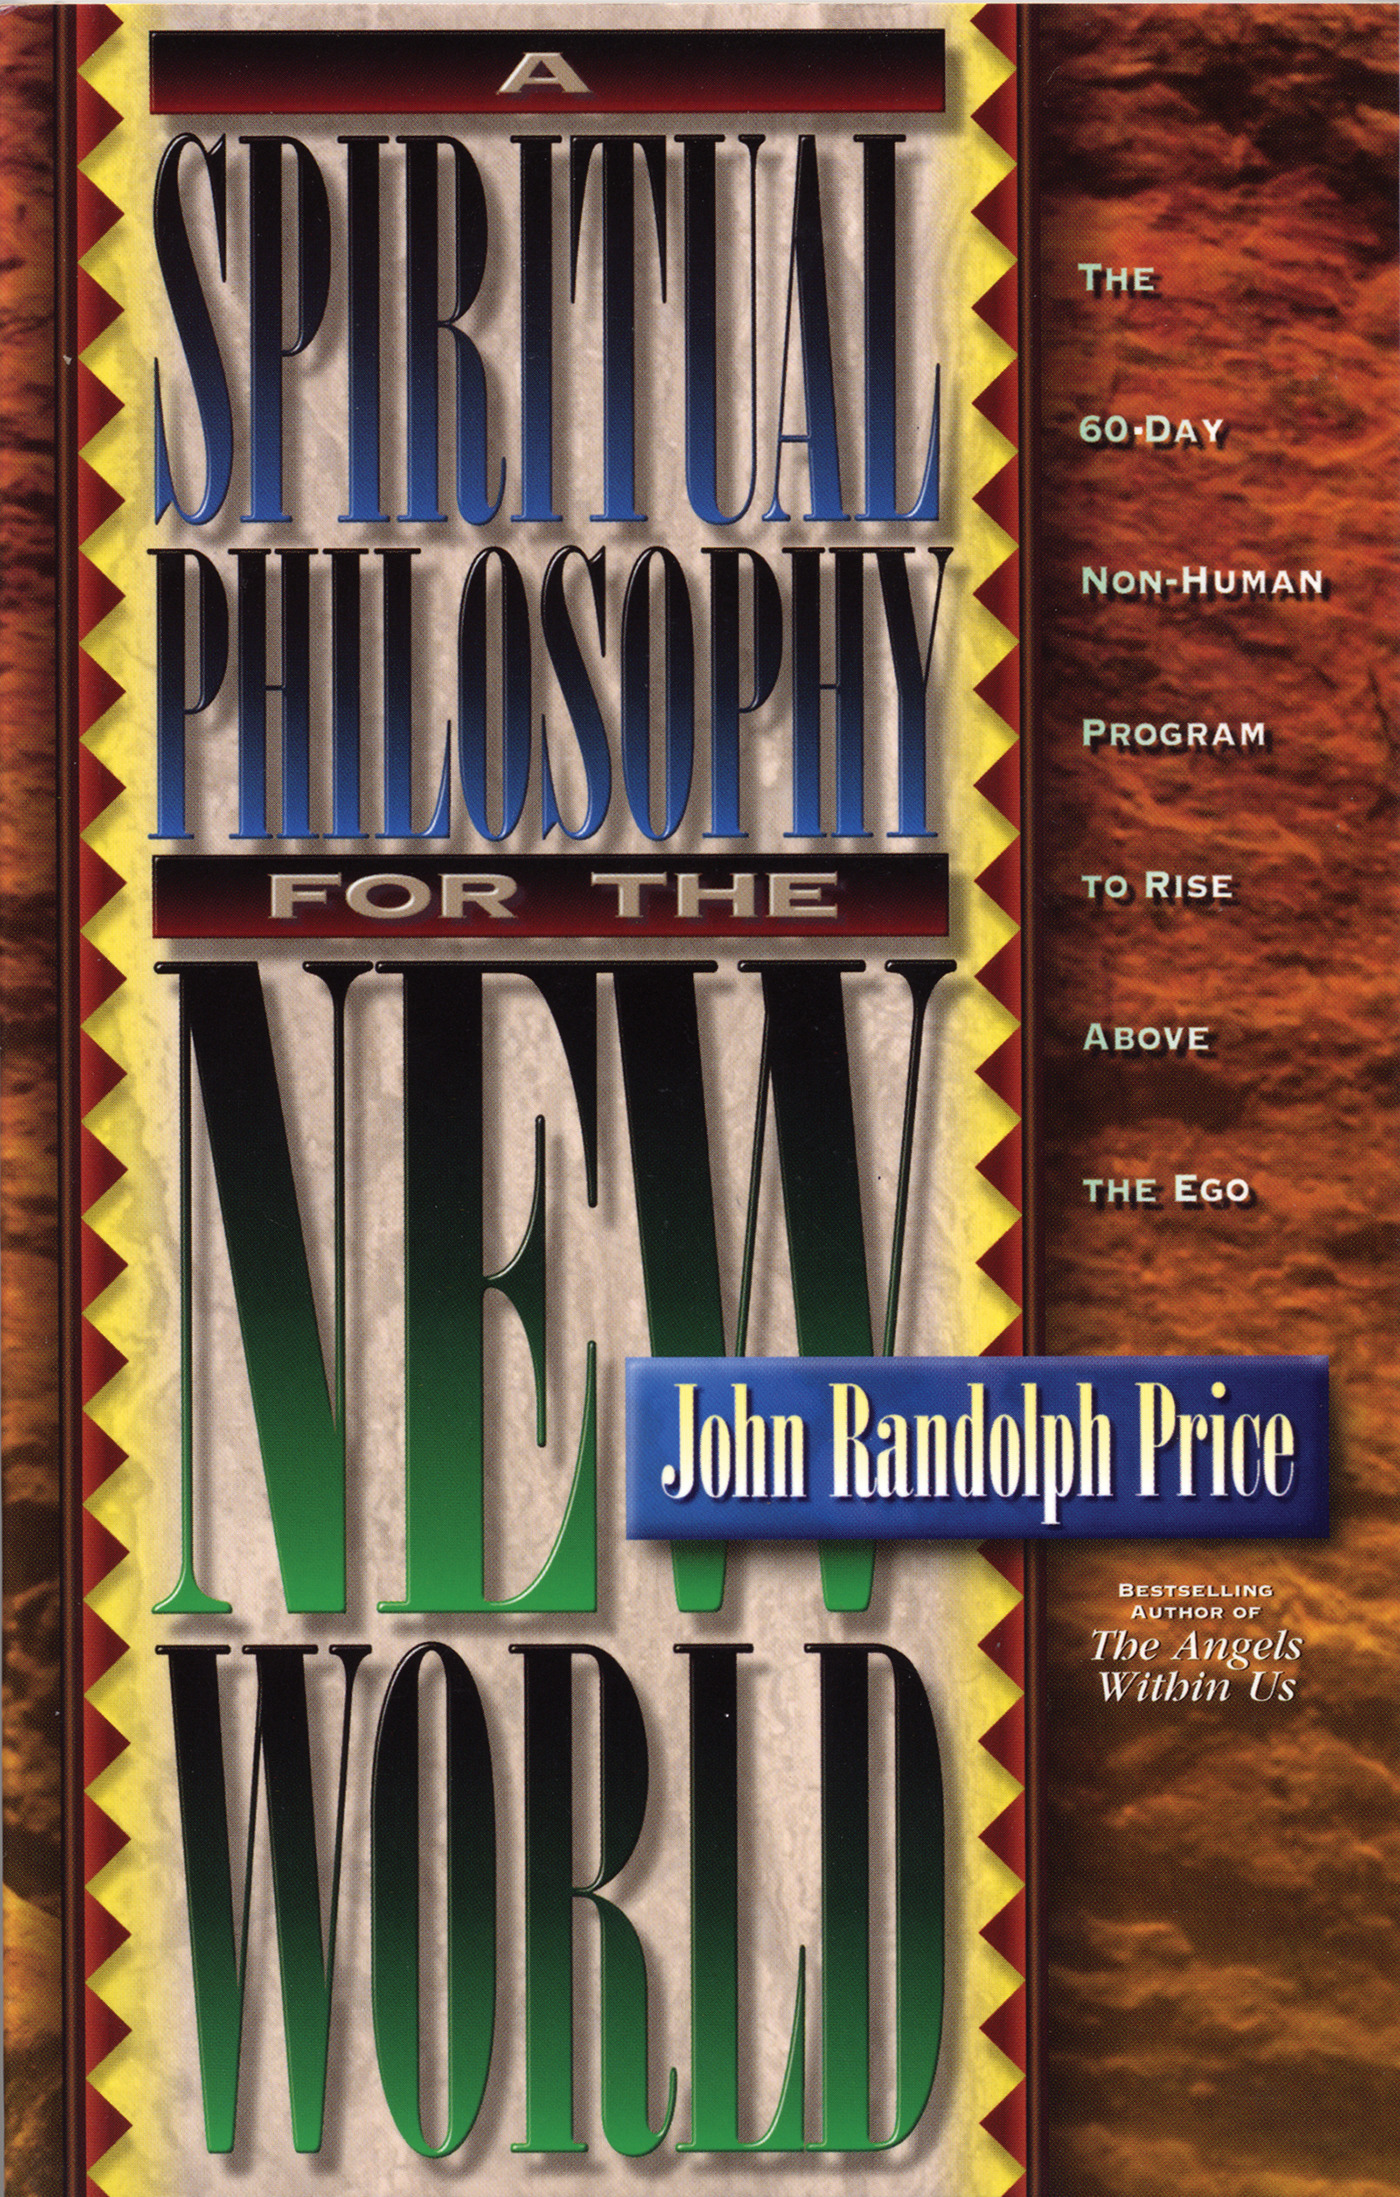 A
SPIRITUAL
PHILOSOPHY
FOR THE
NEW
WORLD
THE
60-DAY
NON-HUMAN
PROGRAM
TO RISE
ABOVE
THE EGO
John Randolph Price
BESTSELLING
AUTHOR OF
The Angels
Within Us